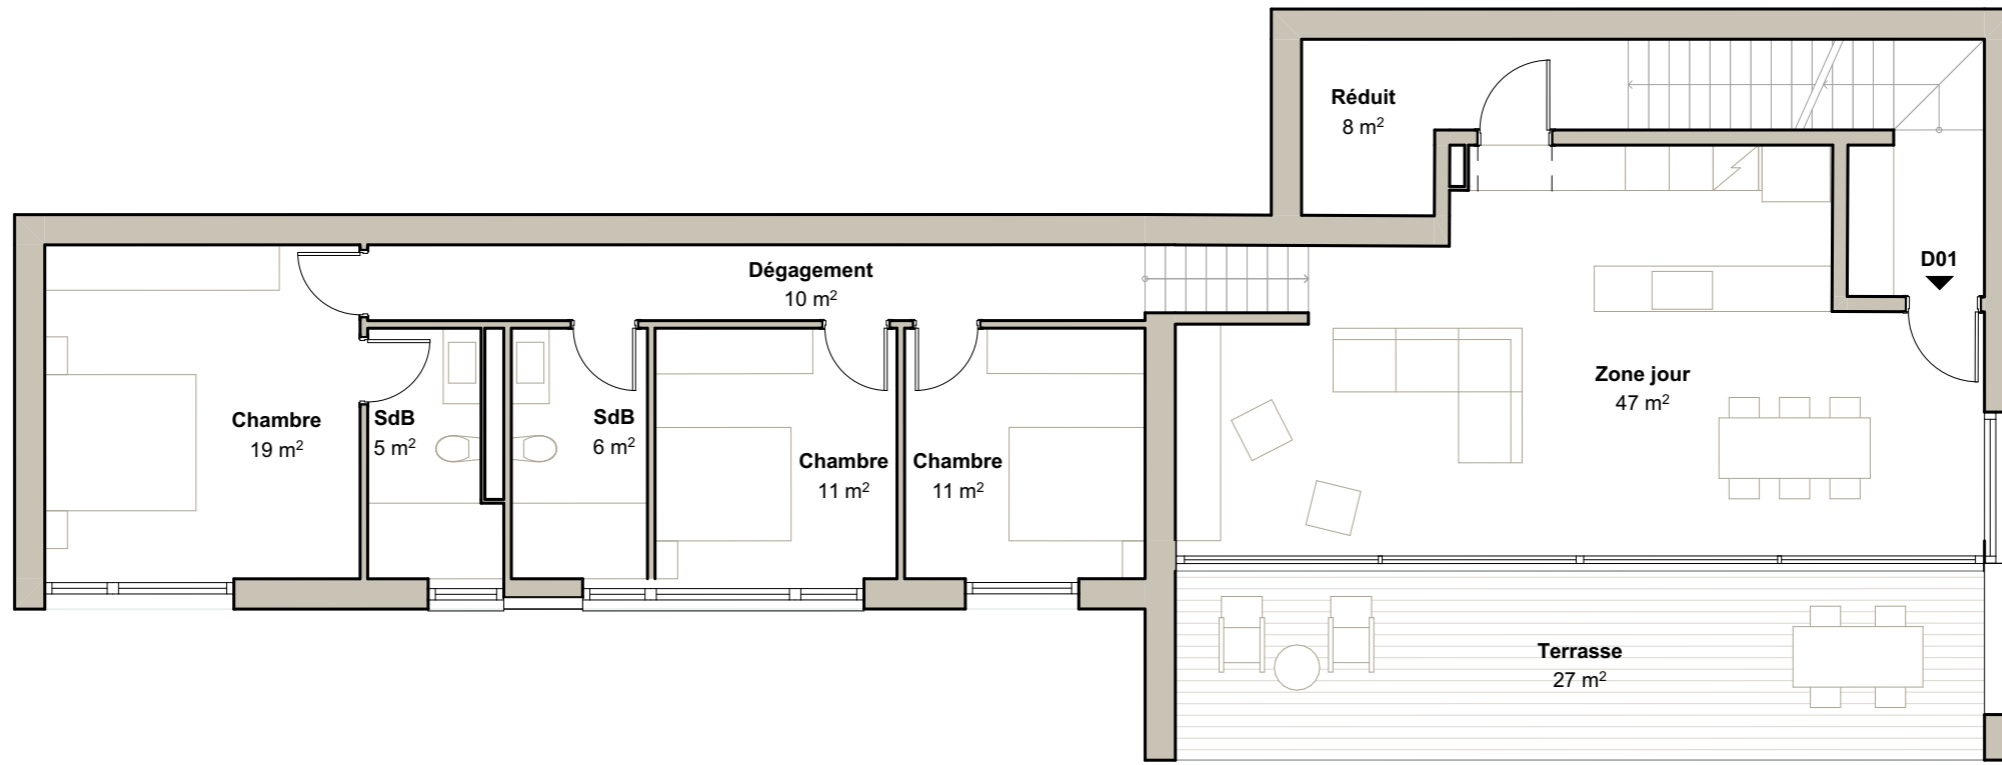 Réduit
8 m²
Dégagement
10 m²
D01
Zone jour
47 m²
Chambre
19 m²
SdB
5 m²
SdB
6 m²
Chambre
11 m²
Chambre
11 m²
Terrasse
27 m²